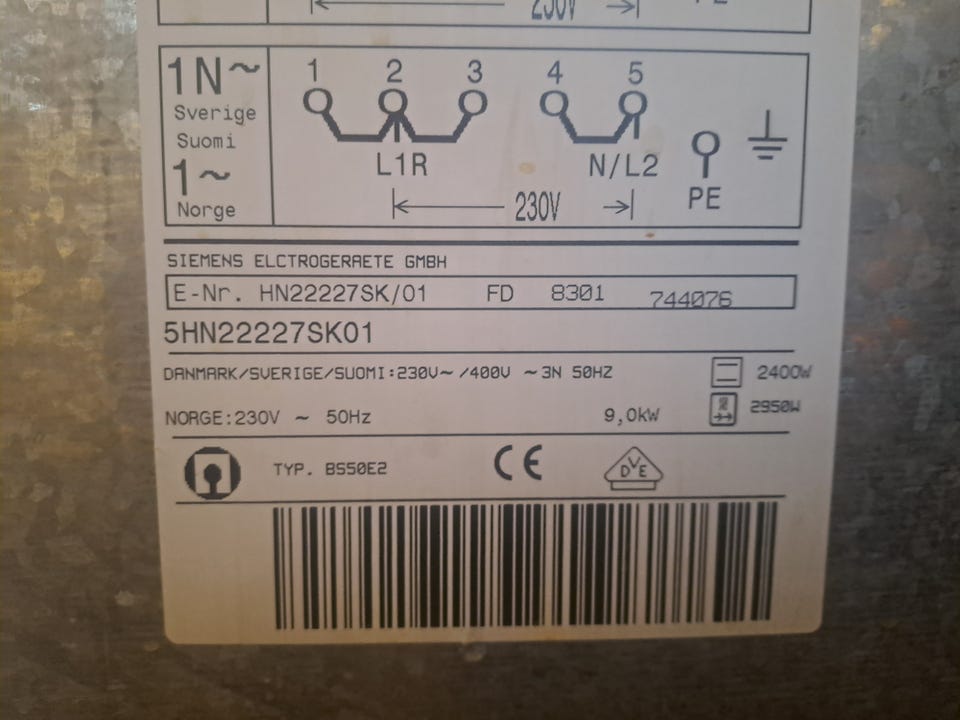 230V
1N~ 1 2 3 4 5
Sverige
Suomi
L1R N/L2
1~
Norge 230V PE
SIEMENS ELCTROGERAETE GMBH
E-Nr. HN22227SK/01 FD 8301 744076
5HN22227SK01
DANMARK/SVERIGE/SUOMI:230V~ /400V ~3N 50HZ 2400W
NORGE:230V ~ 50Hz 9,0kW 2950W
TYP. BS50E2 CE DVE